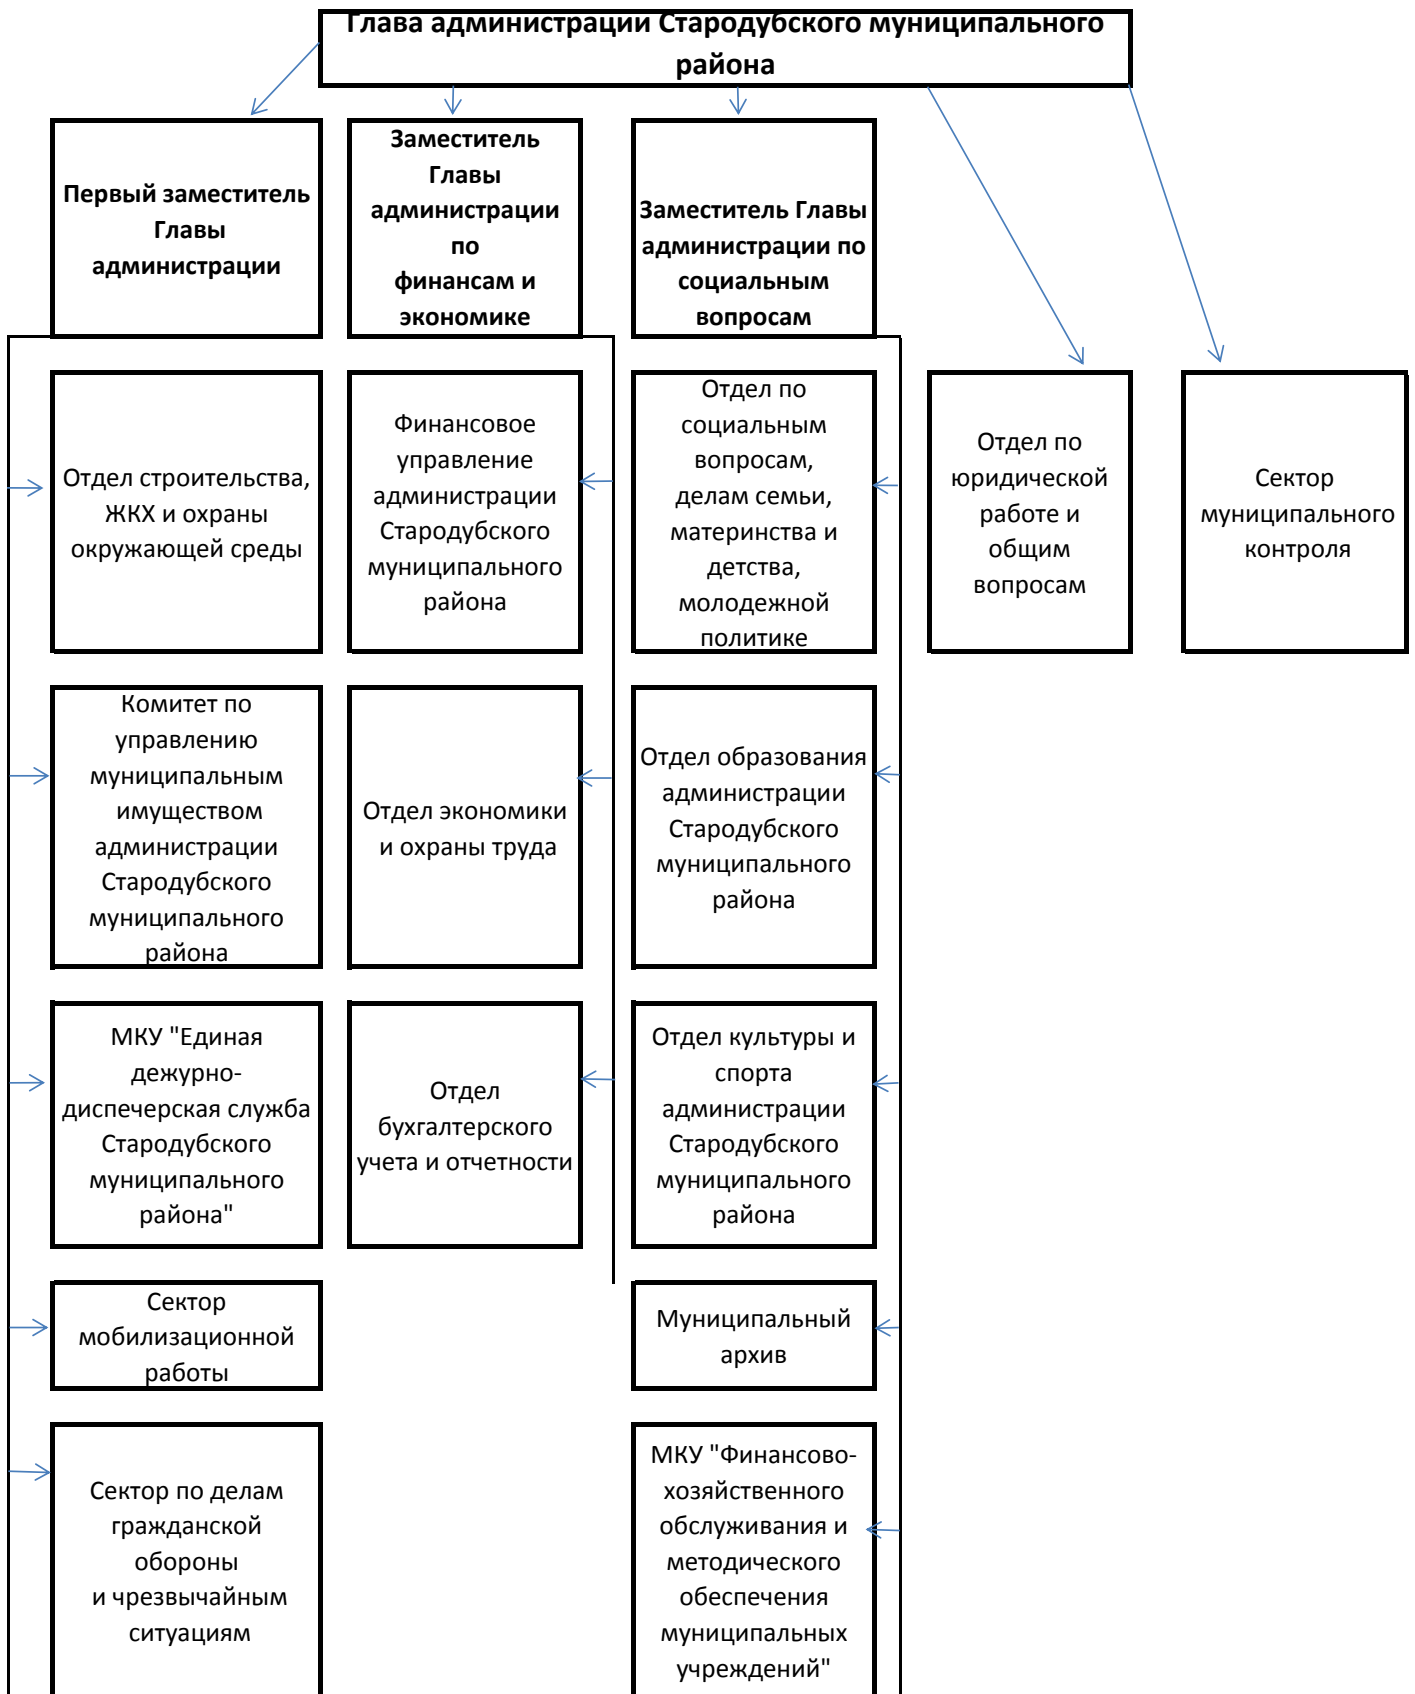 Глава администрации Стародубского муниципального
района
Первый заместитель
Главы
администрации
Заместитель
Главы
администрации
по
финансам и
экономике
Заместитель Главы
администрации по
социальным
вопросам
Отдел строительства,
ЖКХ и охраны
окружающей среды
Финансовое
управление
администрации
Стародубского
муниципального
района
Отдел по
социальным
вопросам,
делам семьи,
материнства и
детства,
молодежной
политике
Отдел по
юридической
работе и
общим
вопросам
Сектор
муниципального
контроля
Комитет по
управлению
муниципальным
имуществом
администрации
Стародубского
муниципального
района
Отдел экономики
и охраны труда
Отдел образования
администрации
Стародубского
муниципального
района
МКУ "Единая
дежурно-
диспечерская служба
Стародубского
муниципального
района"
Отдел
бухгалтерского
учета и отчетности
Отдел культуры и
спорта
администрации
Стародубского
муниципального
района
Сектор
мобилизационной
работы
Муниципальный
архив
Сектор по делам
гражданской
обороны
и чрезвычайным
ситуациям
МКУ "Финансово-
хозяйственного
обслуживания и
методического
обеспечения
муниципальных
учреждений"